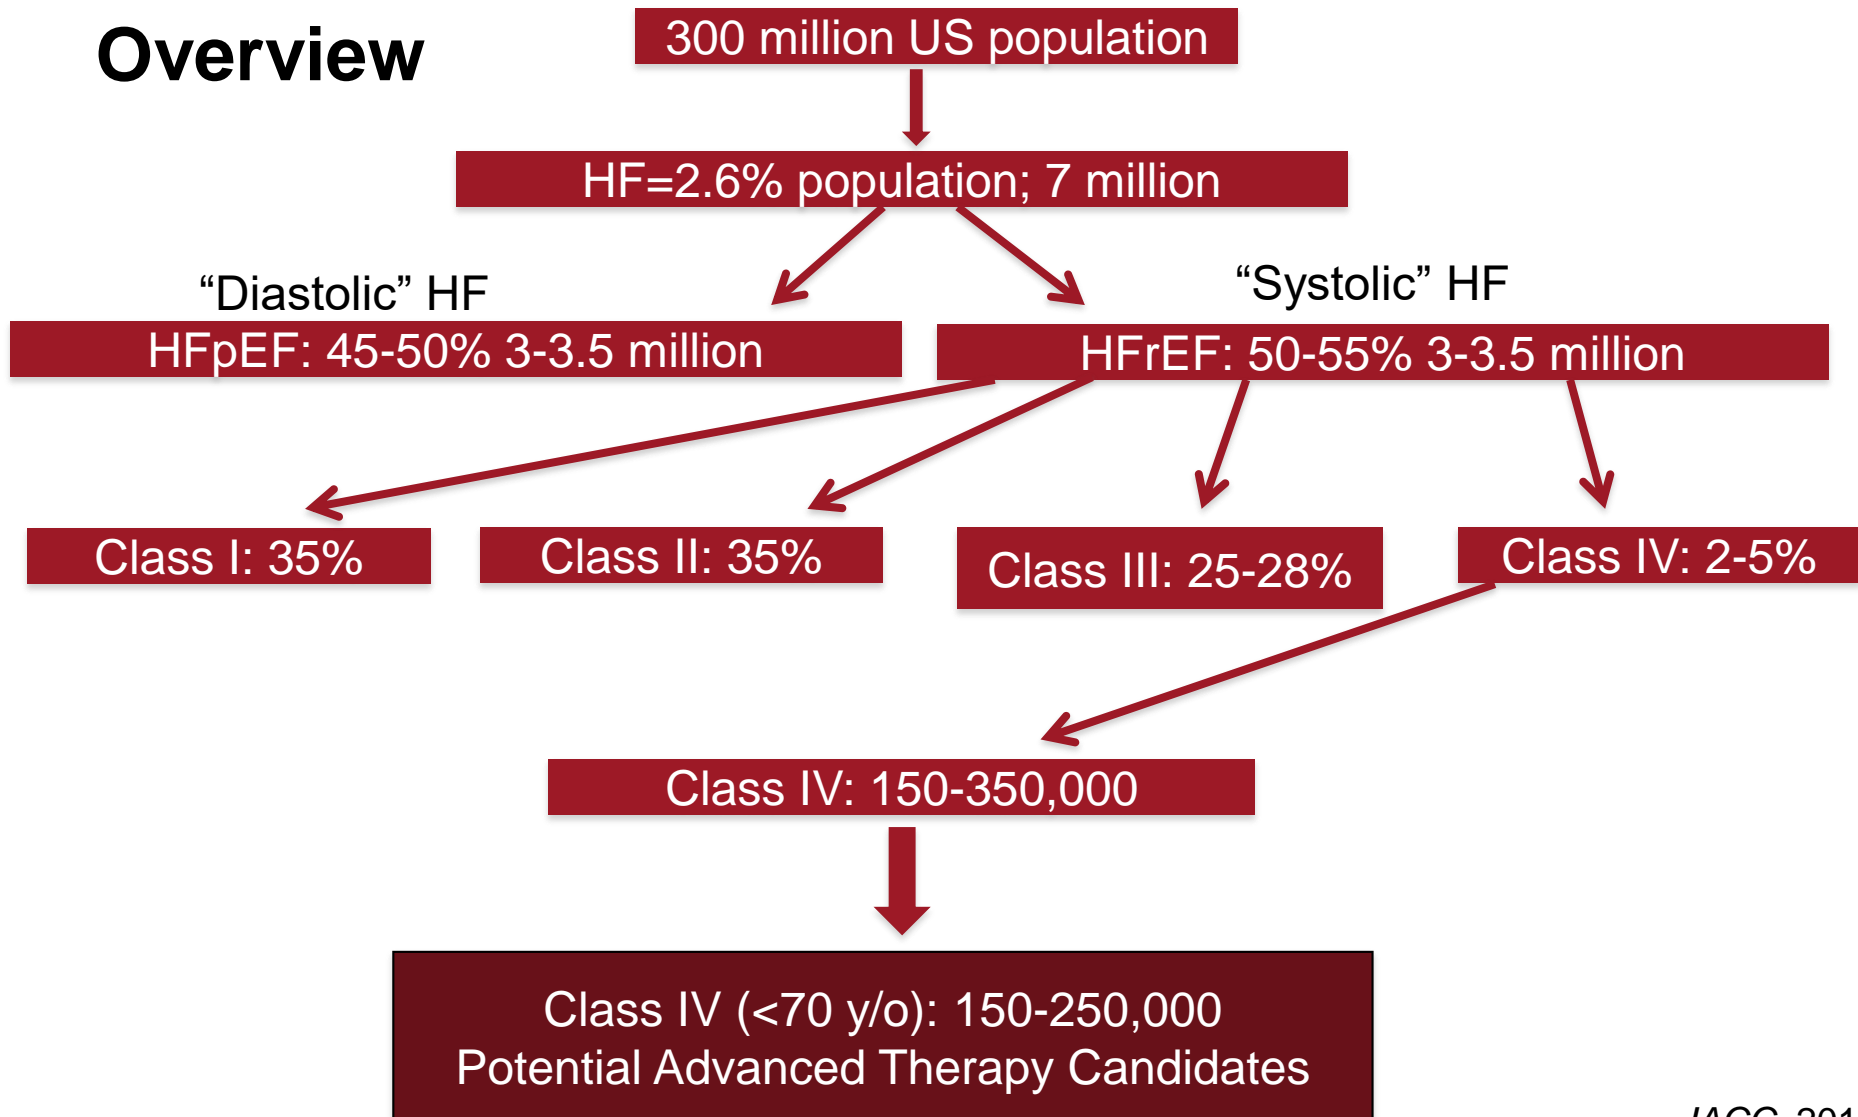 Overview
300 million US population
HF=2.6% population; 7 million
“Diastolic” HF
“Systolic” HF
HFpEF: 45-50% 3-3.5 million
HFrEF: 50-55% 3-3.5 million
Class I: 35%
Class II: 35%
Class III: 25-28%
Class IV: 2-5%
Class IV: 150-350,000
Class IV (<70 y/o): 150-250,000
Potential Advanced Therapy Candidates